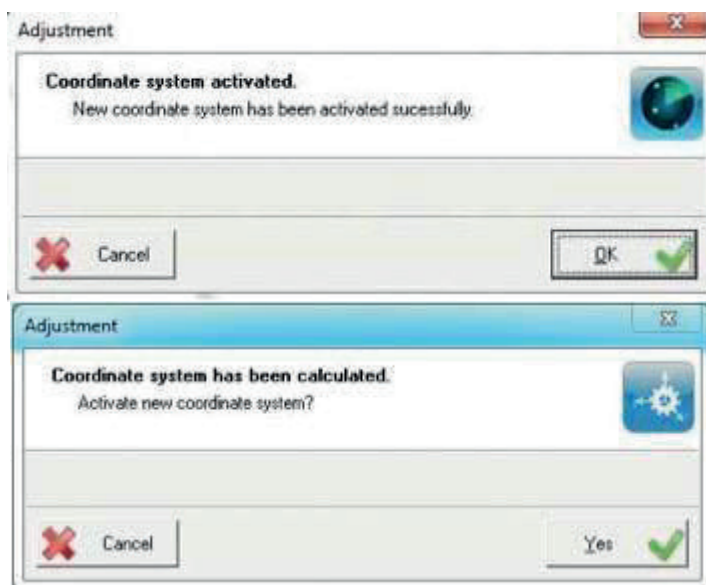 Adjustment
Coordinate system activated.
New coordinate system has been activated sucessfully.
Cancel
OK
Adjustment
Coordinate system has been calculated.
Activate new coordinate system?
Cancel
Yes